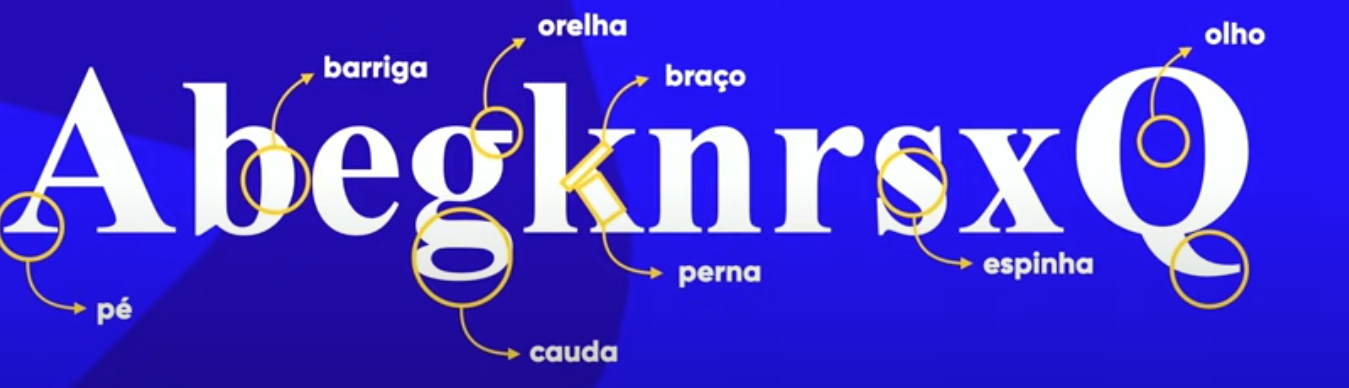 orelha
olho
barriga
braço
AbegknrsxQ
espinha
perna
pé
cauda